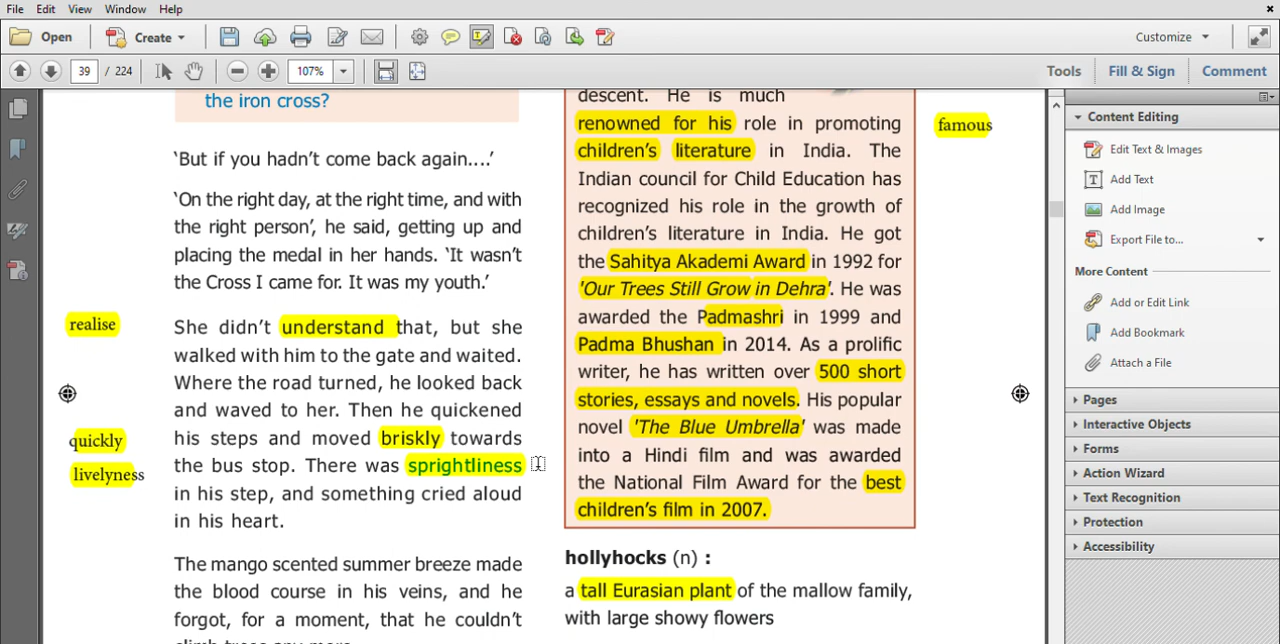 File Edit View Window Help
Open Create Customize
39 / 224 107% Tools Fill & Sign Comment
the iron cross?
'But if you hadn't come back again....'
'On the right day, at the right time, and with
the right person', he said, getting up and
placing the medal in her hands. 'It wasn't
the Cross I came for. It was my youth.'
realise
She didn't understand that, but she
walked with him to the gate and waited.
Where the road turned, he looked back
and waved to her. Then he quickened
quickly
his steps and moved briskly towards
livelyness
the bus stop. There was sprightliness
in his step, and something cried aloud
in his heart.
The mango scented summer breeze made
the blood course in his veins, and he
forgot, for a moment, that he couldn't
climb trees any more.
descent. He is much
renowned for his role in promoting
famous
children's literature in India. The
Indian council for Child Education has
recognized his role in the growth of
children's literature in India. He got
the Sahitya Akademi Award in 1992 for
'Our Trees Still Grow in Dehra'. He was
awarded the Padmashri in 1999 and
Padma Bhushan in 2014. As a prolific
writer, he has written over 500 short
stories, essays and novels. His popular
novel 'The Blue Umbrella' was made
into a Hindi film and was awarded
the National Film Award for the best
children's film in 2007.
hollyhocks (n) :
a tall Eurasian plant of the mallow family,
with large showy flowers
Content Editing
Edit Text & Images
Add Text
Add Image
Export File to...
More Content
Add or Edit Link
Add Bookmark
Attach a File
Pages
Interactive Objects
Forms
Action Wizard
Text Recognition
Protection
Accessibility